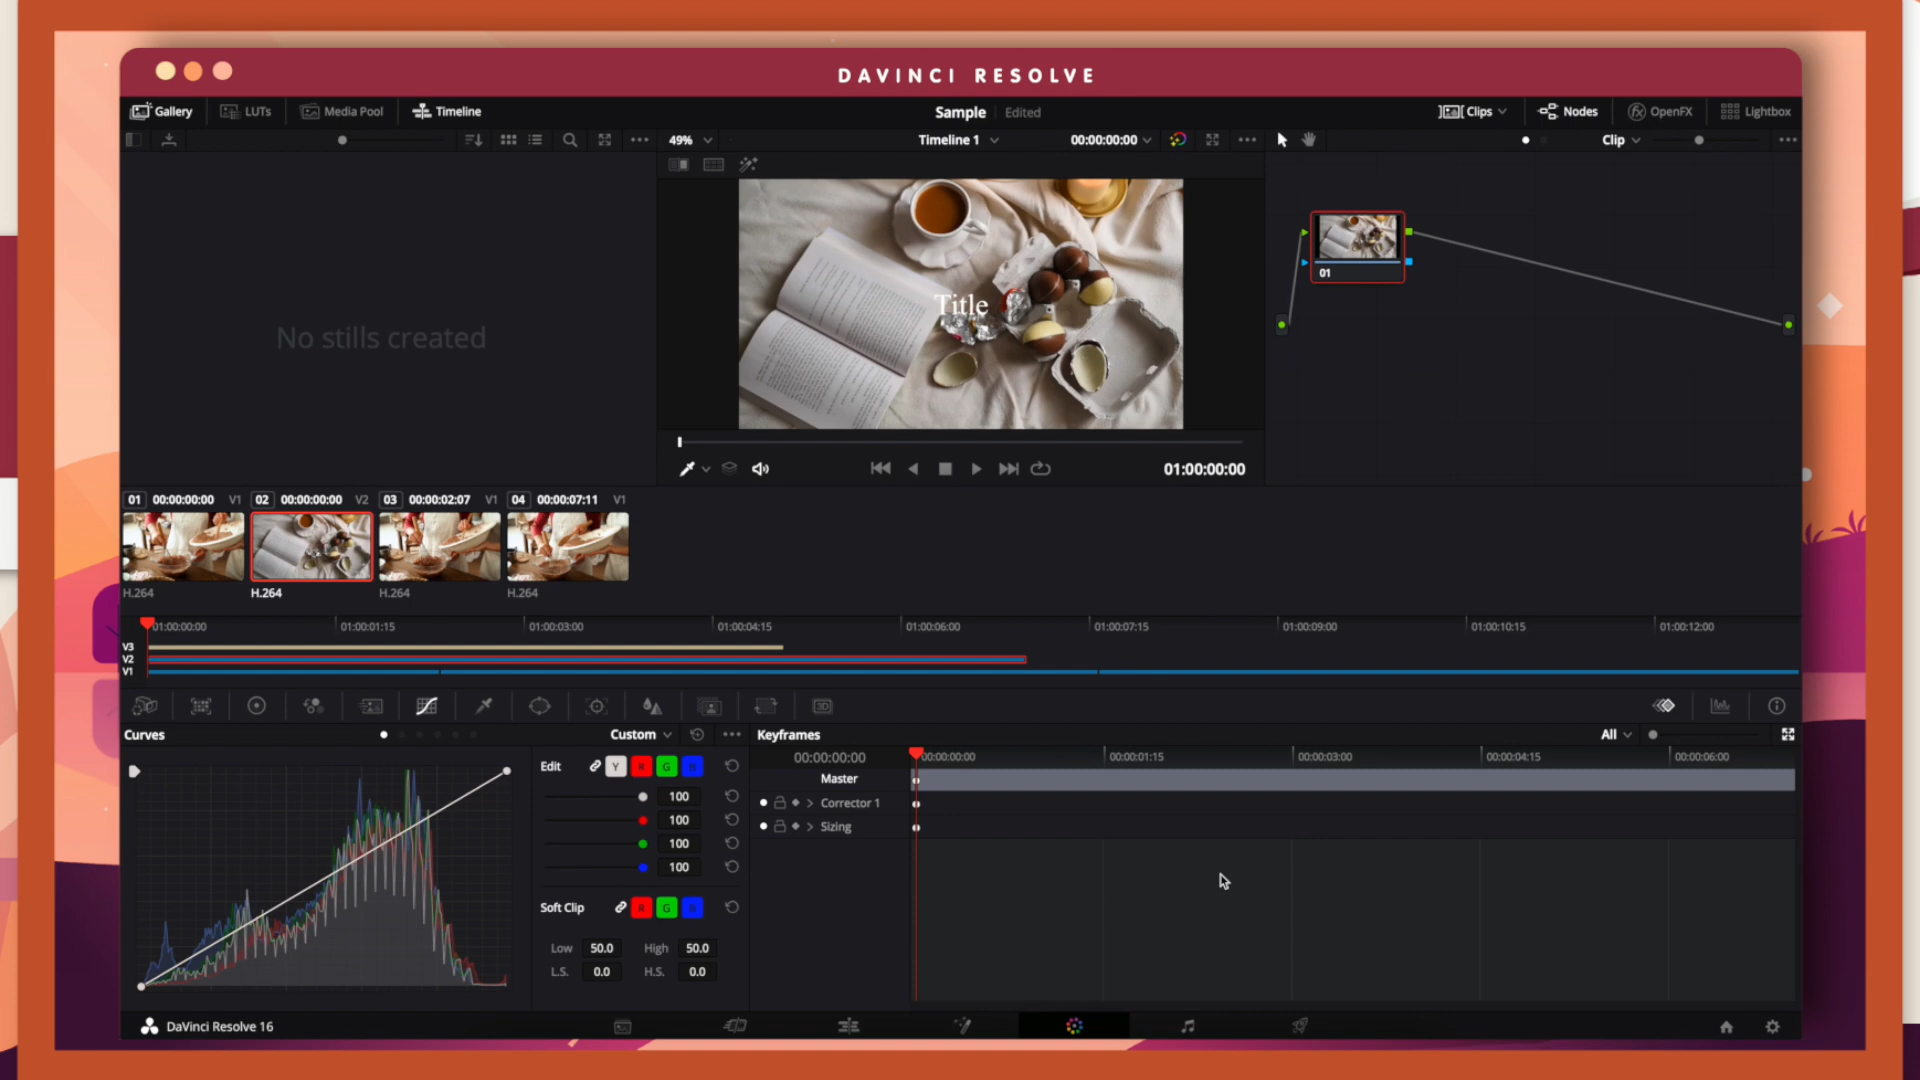 DAVINCI RESOLVE
Gallery
LUTs
Media Pool
Timeline
Sample
Edited
Clips
Nodes
OpenFX
Lightbox
49%
Timeline 1
00:00:00:00
Clip
No stills created
Title
01
01:00:00:00
01 00:00:00:00 V1
02 00:00:00:00 V2
03 00:00:02:07 V1
04 00:00:07:11 V1
H.264
H.264
H.264
H.264
01:00:00:00
01:00:01:15
01:00:03:00
01:00:04:15
01:00:06:00
01:00:07:15
01:00:09:00
01:00:10:15
01:00:12:00
V3
V2
V1
3D
Curves
Custom
Keyframes
All
Edit
Y
R
G
B
100
100
100
100
Soft Clip
R
G
B
Low 50.0 High 50.0
L.S. 0.0 H.S. 0.0
00:00:00:00
00:00:00:00
00:00:01:15
00:00:03:00
00:00:04:15
00:00:06:00
Master
Corrector 1
Sizing
DaVinci Resolve 16